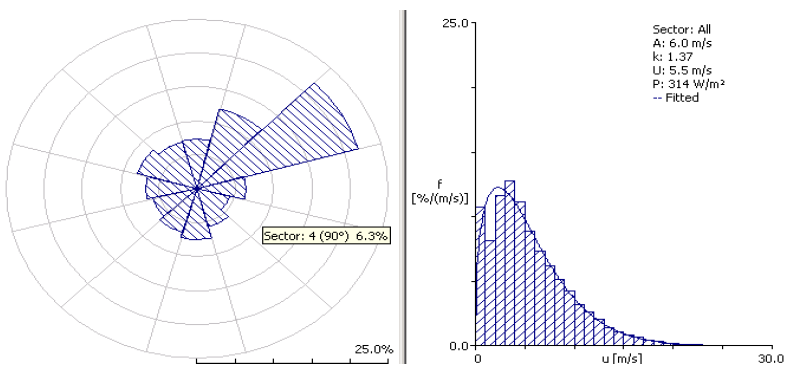 Sector: 4 (90°) 6.3%
25.0%
25.0
Sector: All
A: 6.0 m/s
k: 1.37
U: 5.5 m/s
P: 314 W/m²
-- Fitted
f
[%/(m/s)]
0.0
0
u [m/s]
30.0